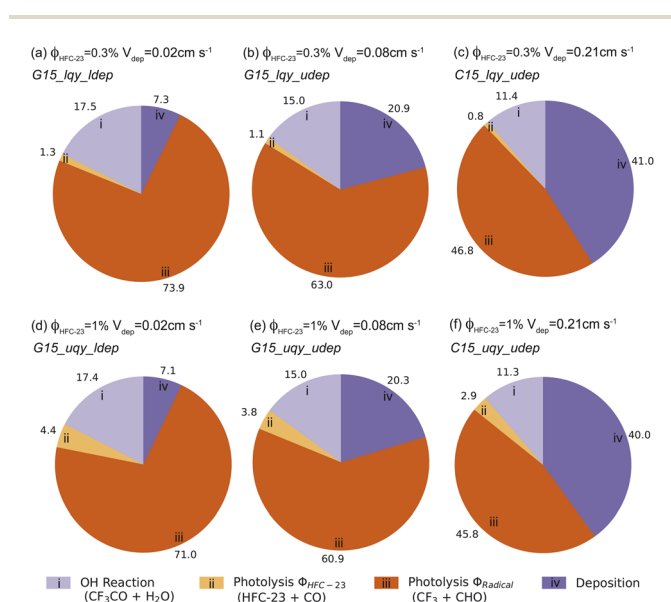 (a) ϕHFC-23=0.3% Vdep=0.02cm s-1
G15_lqy_ldep
17.5
7.3
i
iv
1.3
ii
iii
73.9
(b) ϕHFC-23=0.3% Vdep=0.08cm s-1
G15_lqy_udep
15.0
20.9
i
iv
1.1
ii
iii
63.0
(c) ϕHFC-23=0.3% Vdep=0.21cm s-1
C15_lqy_udep
11.4
0.8
i
ii
iv
41.0
iii
46.8
(d) ϕHFC-23=1% Vdep=0.02cm s-1
G15_uqy_ldep
17.4
7.1
i
iv
4.4
ii
iii
71.0
(e) ϕHFC-23=1% Vdep=0.08cm s-1
G15_uqy_udep
15.0
20.3
i
iv
3.8
ii
iii
60.9
(f) ϕHFC-23=1% Vdep=0.21cm s-1
C15_uqy_udep
11.3
2.9
i
ii
iv
40.0
iii
45.8
i OH Reaction
(CF3CO + H2O)
ii Photolysis ΦHFC−23
(HFC-23 + CO)
iii Photolysis ΦRadical
(CF3 + CHO)
iv Deposition